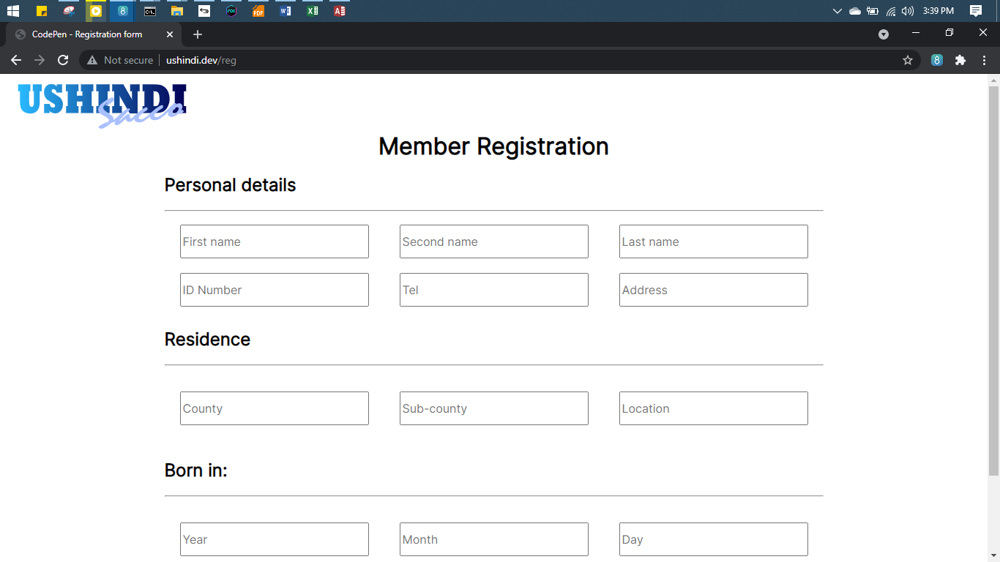 3:39 PM
CodePen - Registration form
Not secure ushindi.dev/reg
USHINDI
Sacco
Member Registration
Personal details
First name Second name Last name
ID Number Tel Address
Residence
County Sub-county Location
Born in:
Year Month Day